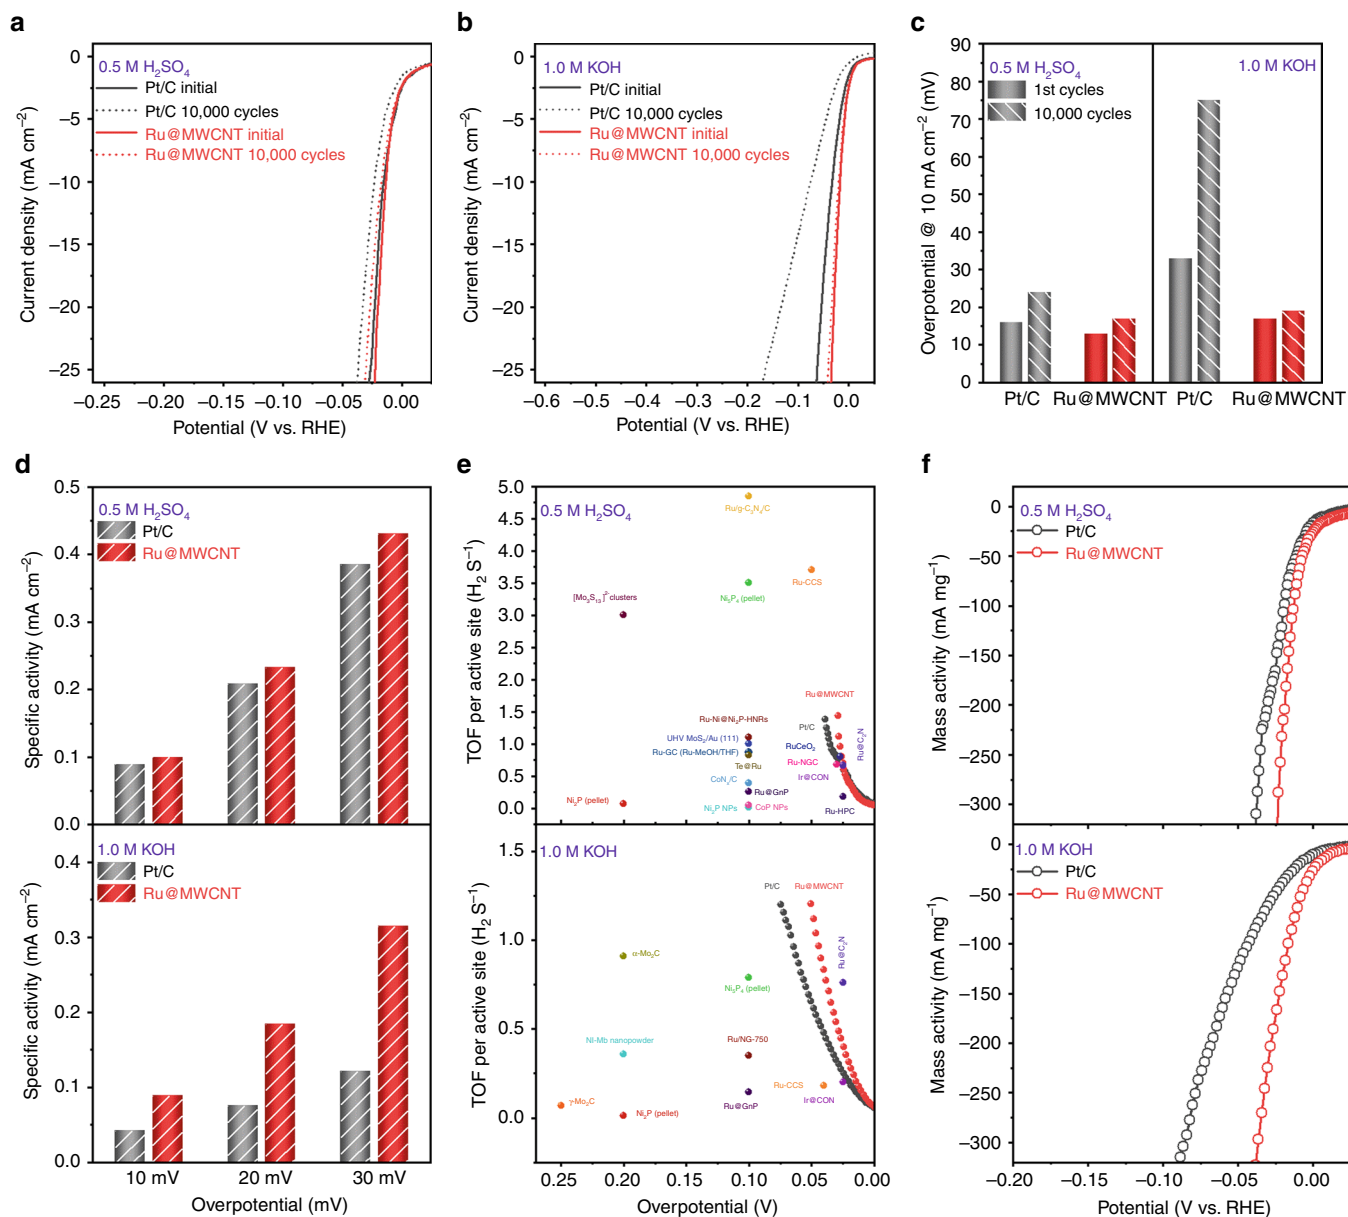 a
0.5 M H₂SO₄
Pt/C initial
Pt/C 10,000 cycles
Ru@MWCNT initial
Ru@MWCNT 10,000 cycles
0
−5
−10
−15
−20
−25
Current density (mA cm⁻²)
−0.25 −0.20 −0.15 −0.10 −0.05 0.00
Potential (V vs. RHE)
b
1.0 M KOH
Pt/C initial
Pt/C 10,000 cycles
Ru@MWCNT initial
Ru@MWCNT 10,000 cycles
0
−5
−10
−15
−20
−25
Current density (mA cm⁻²)
−0.6 −0.5 −0.4 −0.3 −0.2 −0.1 0.0
Potential (V vs. RHE)
c
0.5 M H₂SO₄
1.0 M KOH
1st cycles
10,000 cycles
90
80
70
60
50
40
30
20
10
0
Overpotential @ 10 mA cm⁻² (mV)
Pt/C Ru@MWCNT Pt/C Ru@MWCNT
d
0.5 M H₂SO₄
Pt/C
Ru@MWCNT
0.5
0.4
0.3
0.2
0.1
0.0
Specific activity (mA cm⁻²)
1.0 M KOH
Pt/C
Ru@MWCNT
0.4
0.3
0.2
0.1
0.0
Specific activity (mA cm⁻²)
10 mV 20 mV 30 mV
Overpotential (mV)
e
0.5 M H₂SO₄
5.0
4.5
4.0
3.5
3.0
2.5
2.0
1.5
1.0
0.5
0.0
TOF per active site (H₂ S⁻¹)
Ru/g-C₃N₄/C
Ru-CCS
Ni₅P₄ (pellet)
[Mo₃S₁₃]²⁻ clusters
Ru@MWCNT
Ru-Ni@Ni₂P-HNRs
Pt/C
UHV MoS₂/Au (111)
RuCeO₂
Ru@C₂N
Ru-GC (Ru-MeOH/THF)
Te@Ru
Ru-NGC
CoNₓ/C
Ir@CON
Ru@GnP
Ni₂P (pellet)
Ni₂P NPs
CoP NPs
Ru-HPC
1.0 M KOH
1.5
1.0
0.5
0.0
TOF per active site (H₂ S⁻¹)
Pt/C
Ru@MWCNT
α-Mo₂C
Ru@C₂N
Ni₅P₄ (pellet)
NI-Mb nanopowder
Ru/NG-750
Ru-CCS
γ-Mo₂C
Ni₂P (pellet)
Ru@GnP
Ir@CON
0.25 0.20 0.15 0.10 0.05 0.00
Overpotential (V)
f
0.5 M H₂SO₄
Pt/C
Ru@MWCNT
0
−50
−100
−150
−200
−250
−300
Mass activity (mA mg⁻¹)
1.0 M KOH
Pt/C
Ru@MWCNT
0
−50
−100
−150
−200
−250
−300
Mass activity (mA mg⁻¹)
−0.20 −0.15 −0.10 −0.05 0.00
Potential (V vs. RHE)